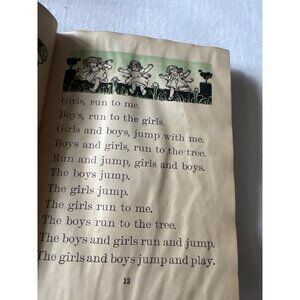 Girls, run to me.
Boys, run to the girls.
Girls and boys, jump with me.
Boys and girls, run to the tree.
Run and jump, girls and boys.
The boys jump.
The girls jump.
The girls run to me.
The boys run to the tree.
The boys and girls run and jump.
The girls and boys jump and play.
13